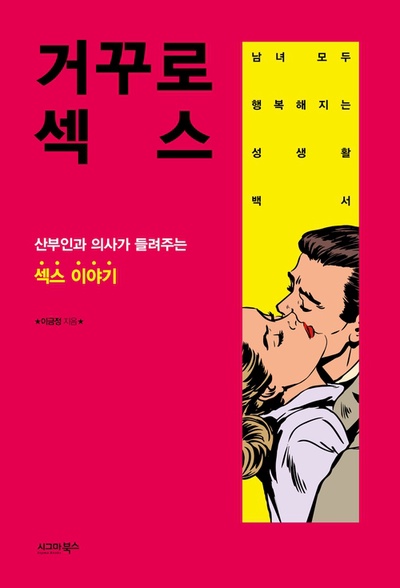 거꾸로
섹 스
남녀 모두
행복해지는
성생활
백서
산부인과 의사가 들려주는
섹스 이야기
★이금정 지음★
시그마북스